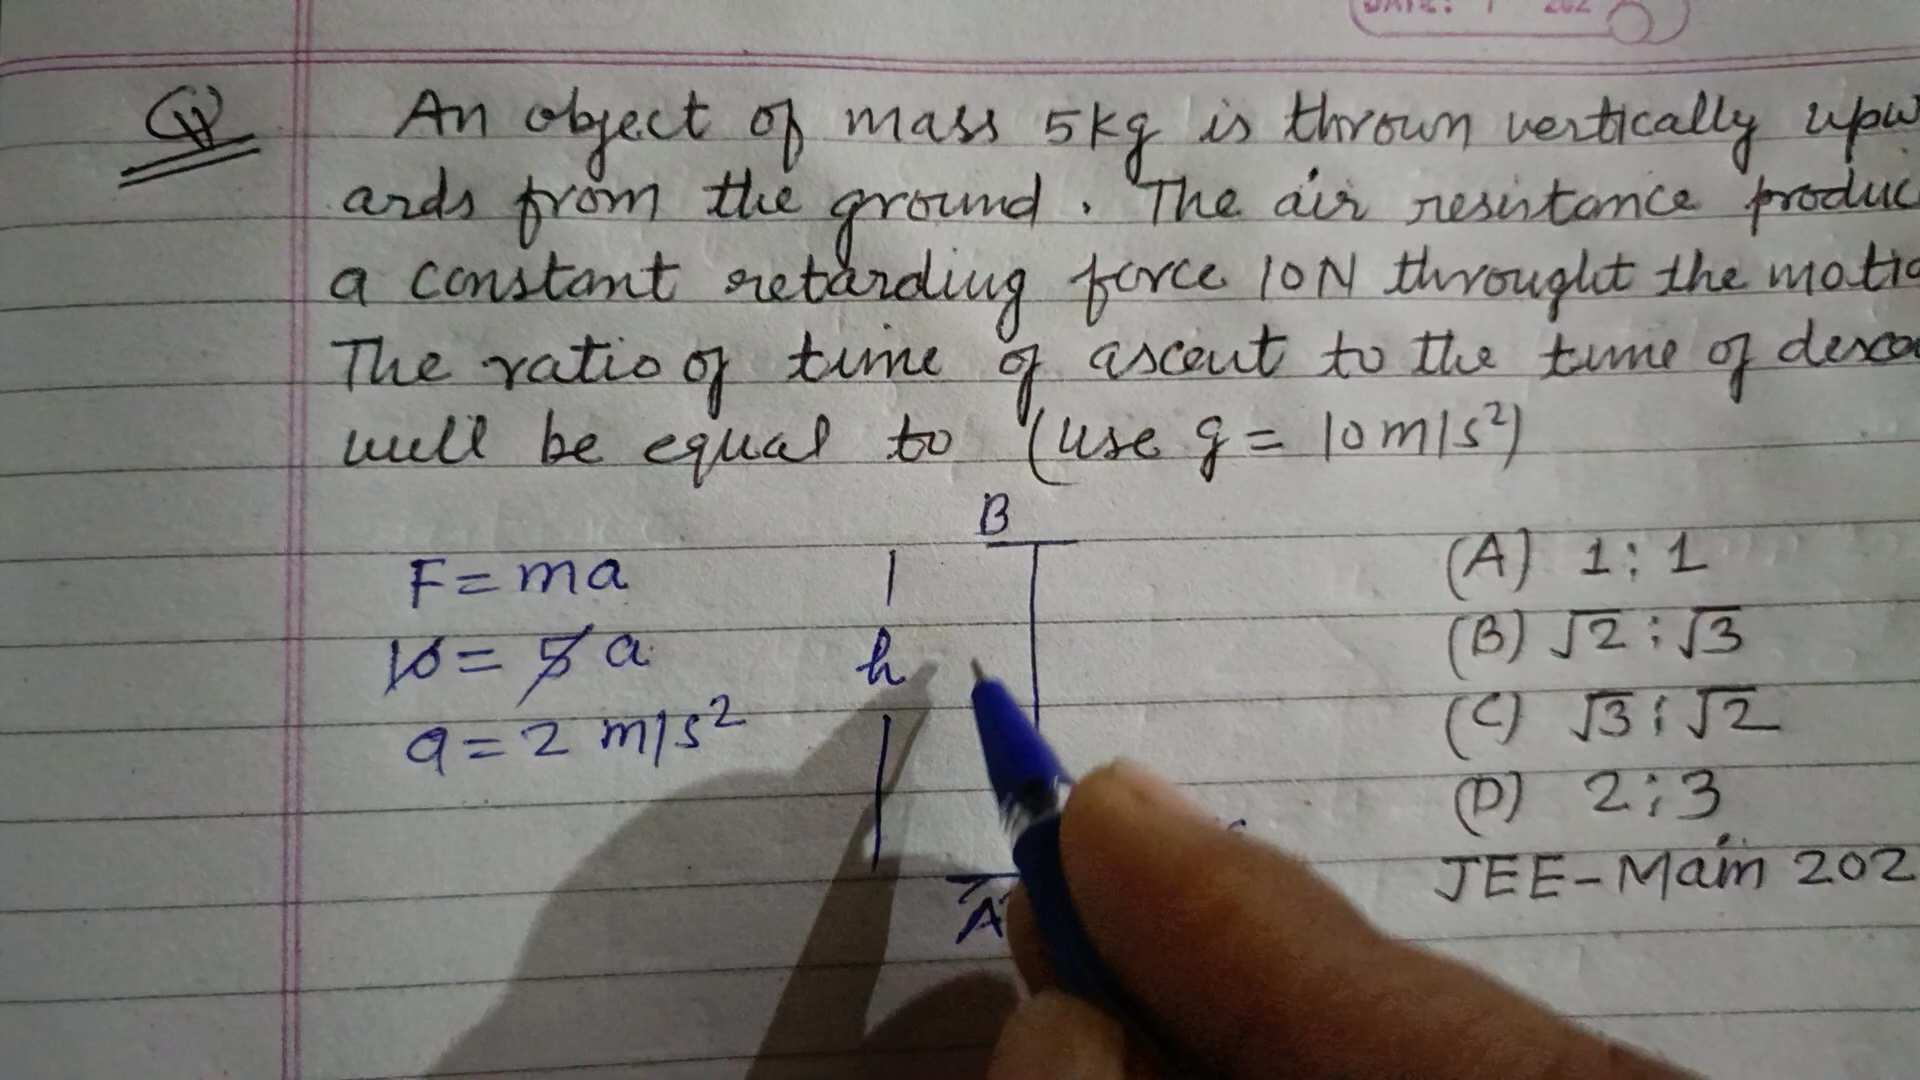 DATE:
Q
An object of mass 5kg is thrown vertically upw
ards from the ground. The air resistance produc
a constant retarding force 10N throught the motio
The ratio of time of ascent to the time of
will be equal to (use g = 10m/s²)
B
F = ma
10 = 5 a
h
a = 2 m/s²
A
(A) 1:1
(B) √2:√3
(C) √3:√2
(D) 2:3
JEE-Main 202